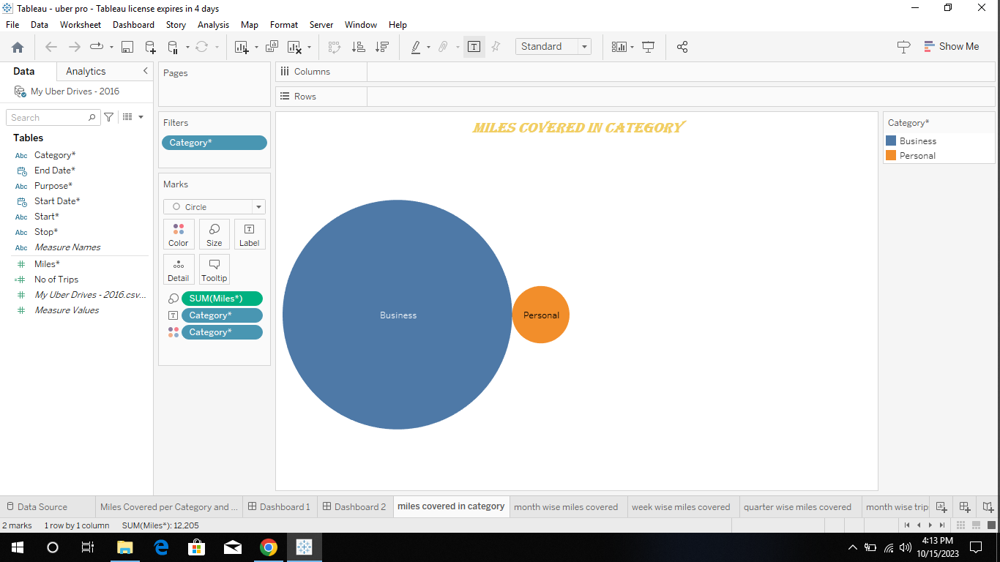 Tableau - uber pro - Tableau license expires in 4 days
File Data Worksheet Dashboard Story Analysis Map Format Server Window Help
Standard
Show Me
Data Analytics
My Uber Drives - 2016
Search
Tables
Abc Category*
End Date*
Abc Purpose*
Start Date*
Abc Start*
Abc Stop*
Abc Measure Names
Miles*
No of Trips
My Uber Drives - 2016.csv...
Measure Values
Pages
Filters
Category*
Marks
Circle
Color Size Label
Detail Tooltip
SUM(Miles*)
Category*
Category*
Columns
Rows
MILES COVERED IN CATEGORY
Business
Personal
Category*
Business
Personal
Data Source Miles Covered per Category and ... Dashboard 1 Dashboard 2 miles covered in category month wise miles covered week wise miles covered quarter wise miles covered month wise trip
2 marks 1 row by 1 column SUM(Miles*): 12,205
4:13 PM
10/15/2023